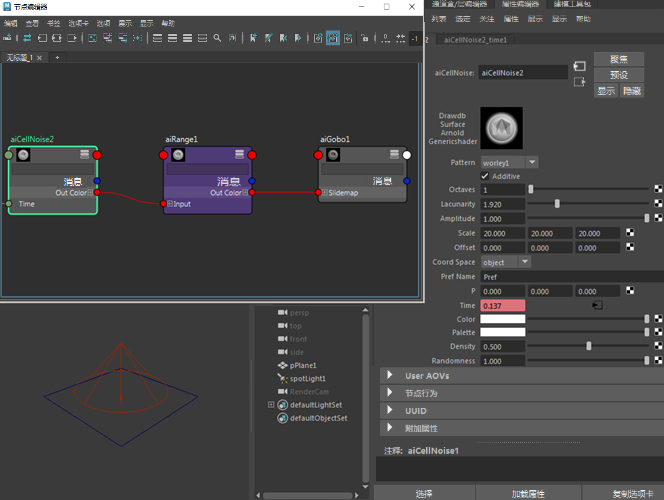 节点编辑器
编辑 查看 书签 选项卡 选项 显示 帮助
无标题_1
aiCellNoise2
消息
Out Color
Time
aiRange1
消息
Out Color
Input
aiGobo1
消息
Slidemap
persp
top
front
side
pPlane1
spotLight1
RenderCam
defaultLightSet
defaultObjectSet
通道盒/层编辑器 属性编辑器 建模工具包
列表 选定 关注 属性 展示 显示 帮助
2 aiCellNoise2_time1
aiCellNoise: aiCellNoise2
聚焦
预设
显示 隐藏
Drawdb
Surface
Arnold
Genericshader
Pattern worley1
Additive
Octaves 1
Lacunarity 1.920
Amplitude 1.000
Scale 20.000 20.000 20.000
Offset 0.000 0.000 0.000
Coord Space object
Pref Name Pref
P 0.000 0.000 0.000
Time 0.137
Color
Palette
Density 0.500
Randomness 1.000
User AOVs
节点行为
UUID
附加属性
注释: aiCellNoise1
选择 加载属性 复制选项卡